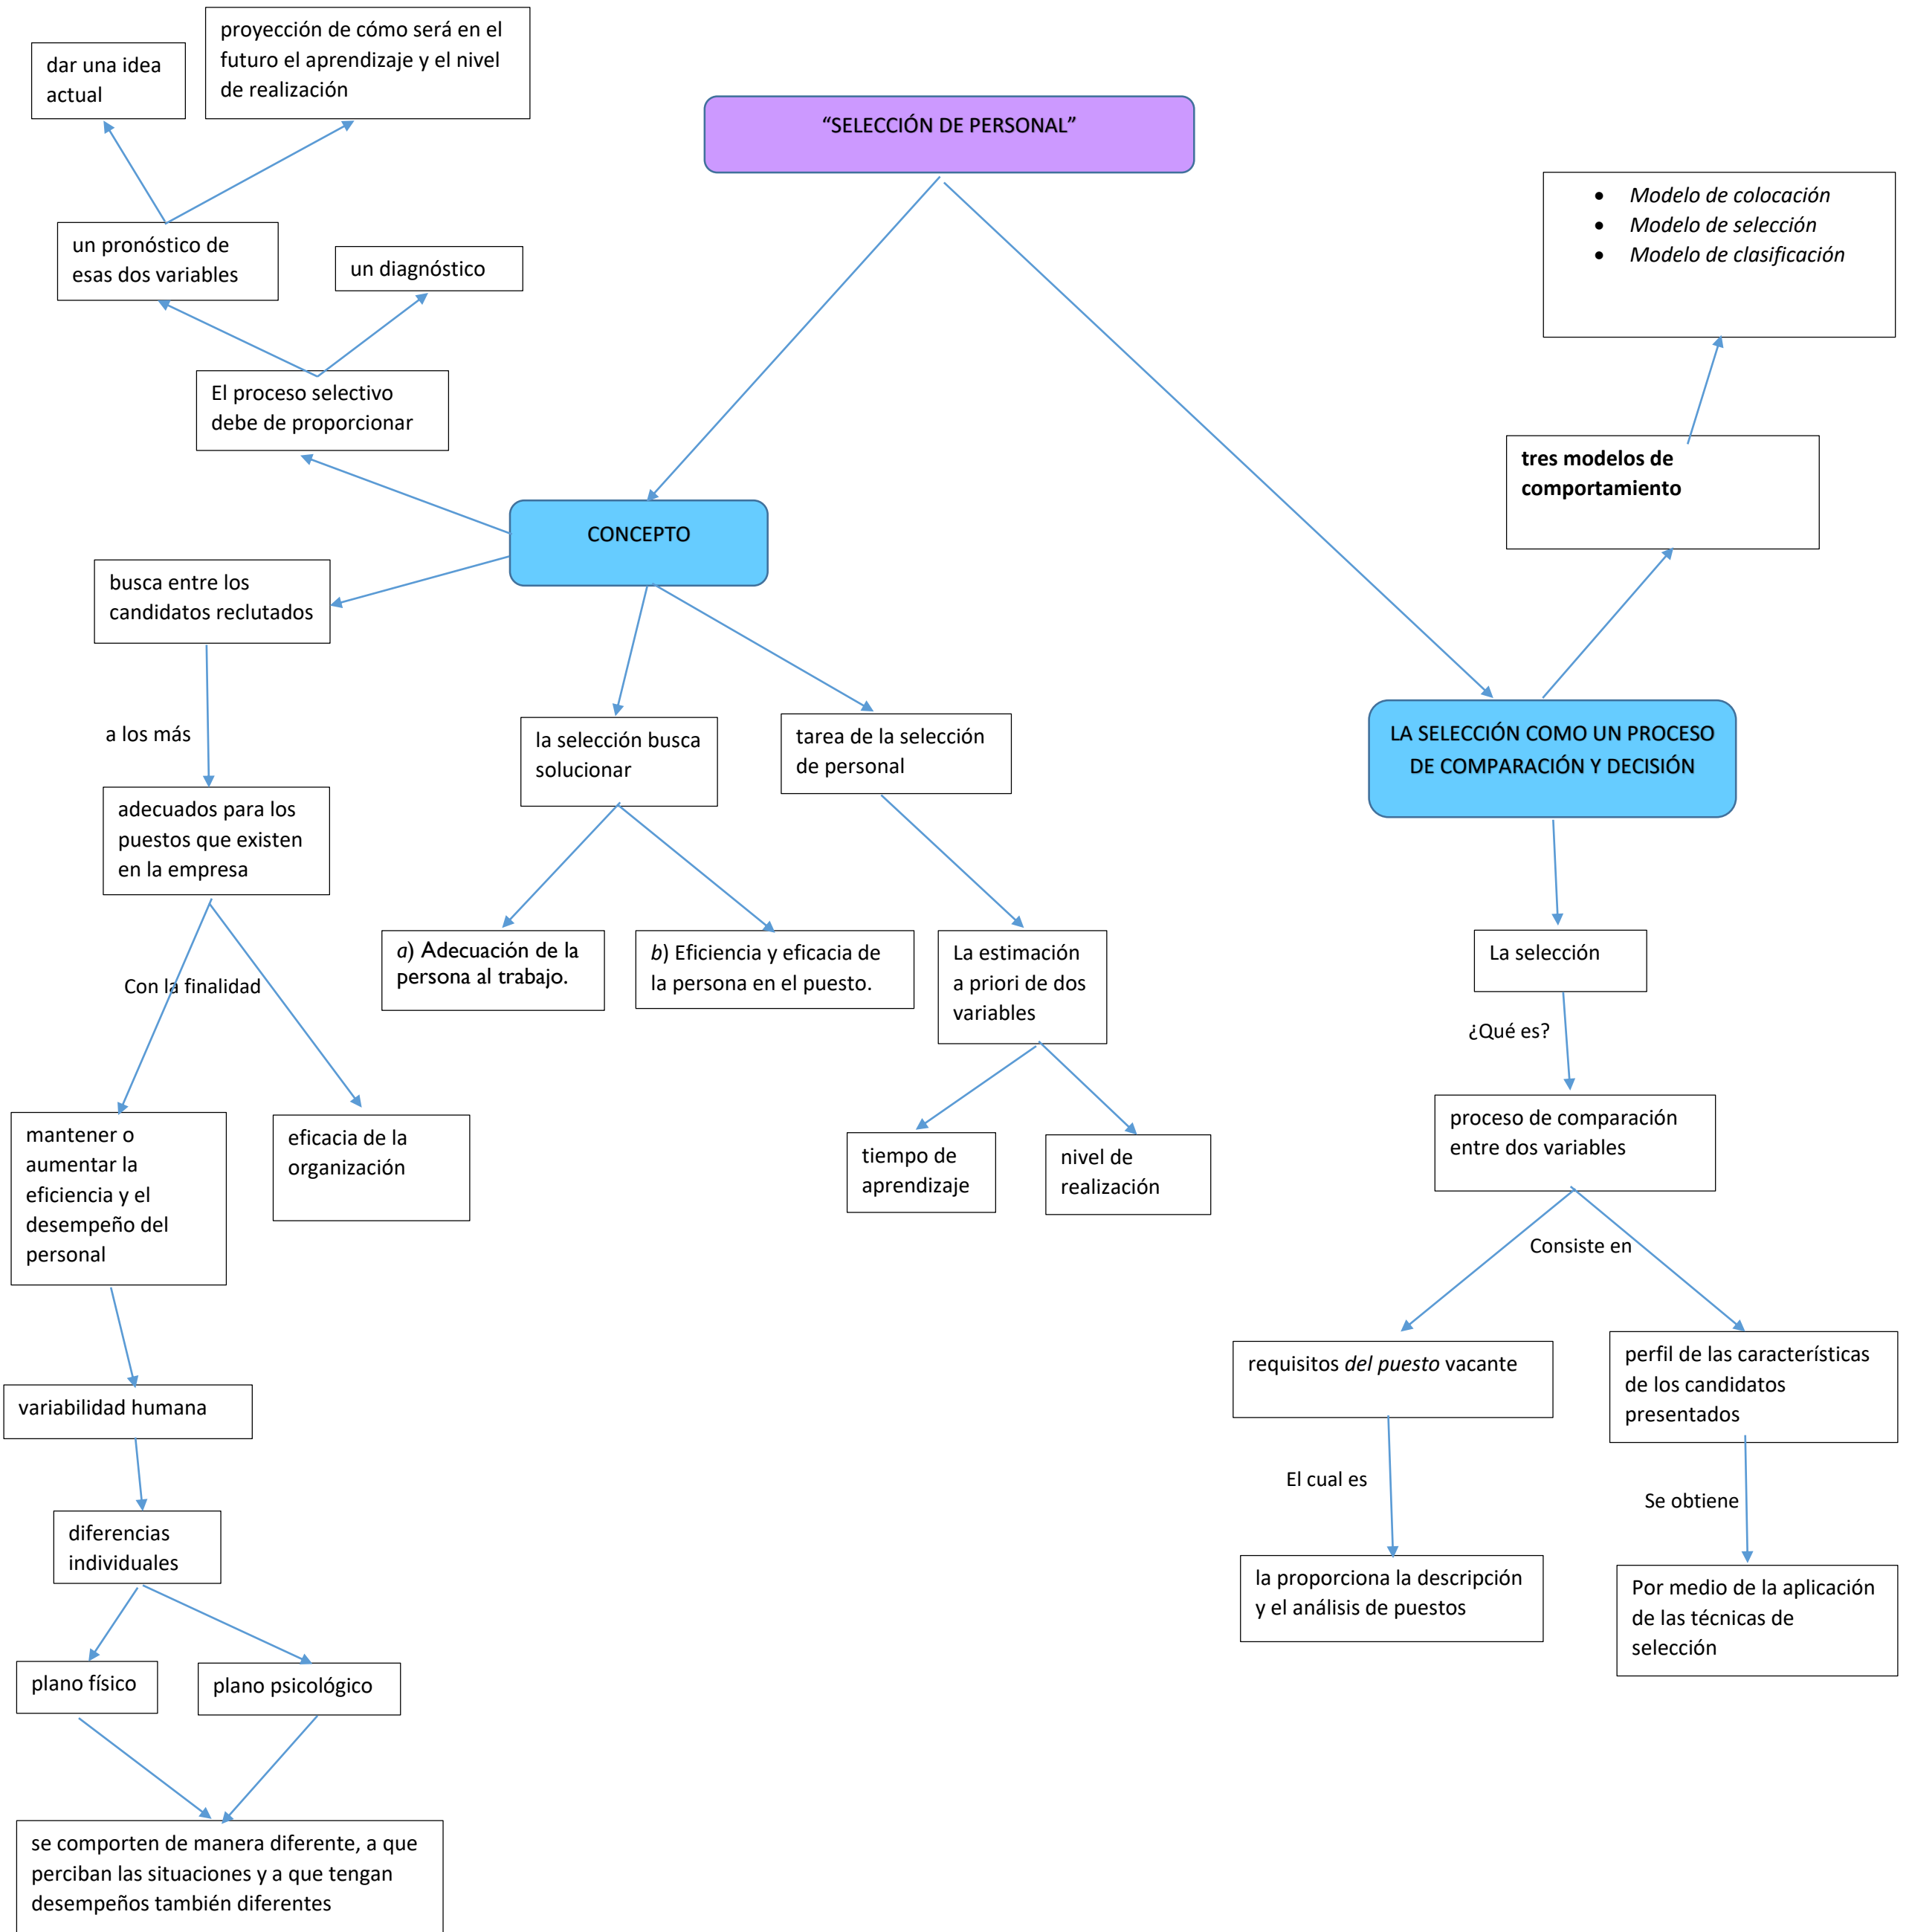 “SELECCIÓN DE PERSONAL”
proyección de cómo será en el
futuro el aprendizaje y el nivel
de realización
dar una idea
actual
un pronóstico de
esas dos variables
un diagnóstico
El proceso selectivo
debe de proporcionar
CONCEPTO
busca entre los
candidatos reclutados
a los más
adecuados para los
puestos que existen
en la empresa
Con la finalidad
mantener o
aumentar la
eficiencia y el
desempeño del
personal
eficacia de la
organización
variabilidad humana
diferencias
individuales
plano físico
plano psicológico
se comporten de manera diferente, a que
perciban las situaciones y a que tengan
desempeños también diferentes
la selección busca
solucionar
a) Adecuación de la
persona al trabajo.
b) Eficiencia y eficacia de
la persona en el puesto.
tarea de la selección
de personal
La estimación
a priori de dos
variables
tiempo de
aprendizaje
nivel de
realización
• Modelo de colocación
• Modelo de selección
• Modelo de clasificación
tres modelos de
comportamiento
LA SELECCIÓN COMO UN PROCESO
DE COMPARACIÓN Y DECISIÓN
La selección
¿Qué es?
proceso de comparación
entre dos variables
Consiste en
requisitos del puesto vacante
El cual es
la proporciona la descripción
y el análisis de puestos
perfil de las características
de los candidatos
presentados
Se obtiene
Por medio de la aplicación
de las técnicas de
selección